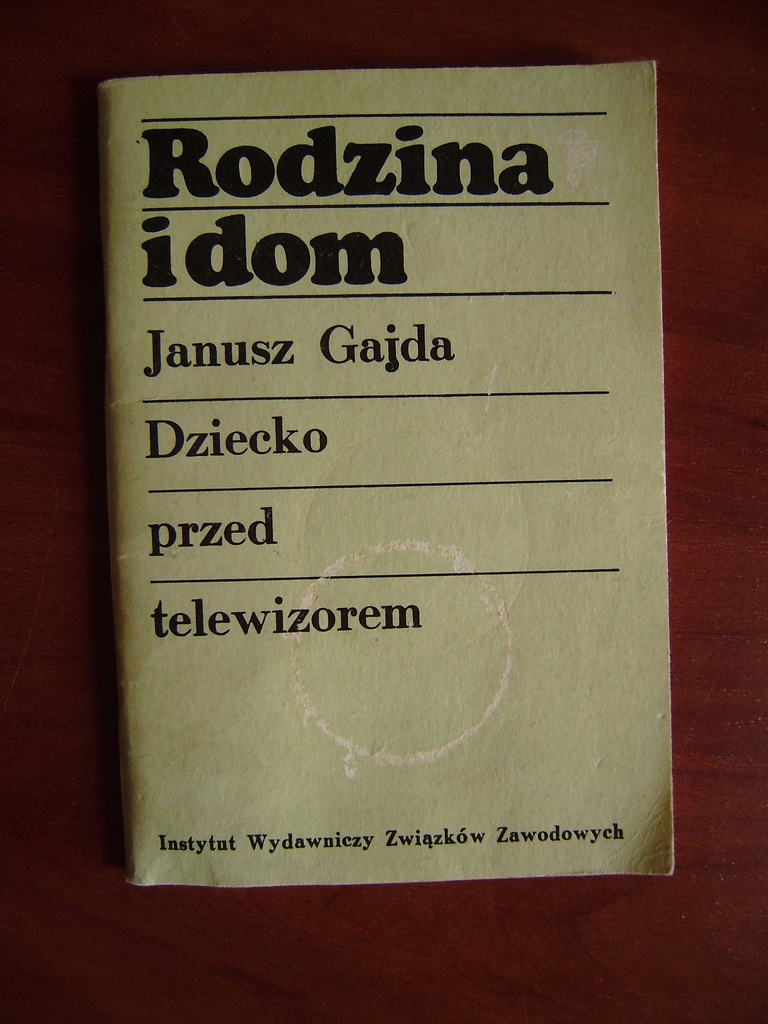 Rodzina
i dom
Janusz Gajda
Dziecko
przed
telewizorem
Instytut Wydawniczy Związków Zawodowych